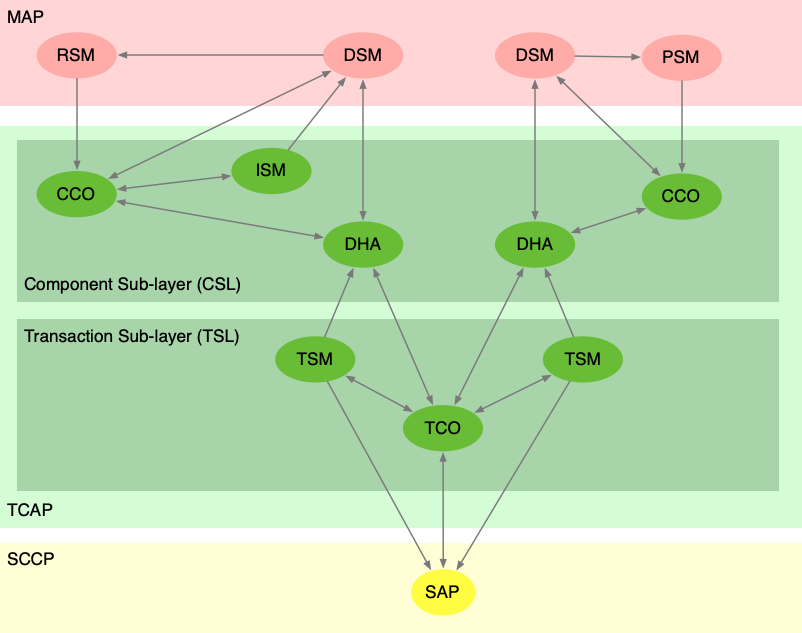 MAP
RSM
DSM
DSM
PSM
CCO
ISM
CCO
DHA
DHA
Component Sub-layer (CSL)
Transaction Sub-layer (TSL)
TSM
TSM
TCO
TCAP
SCCP
SAP